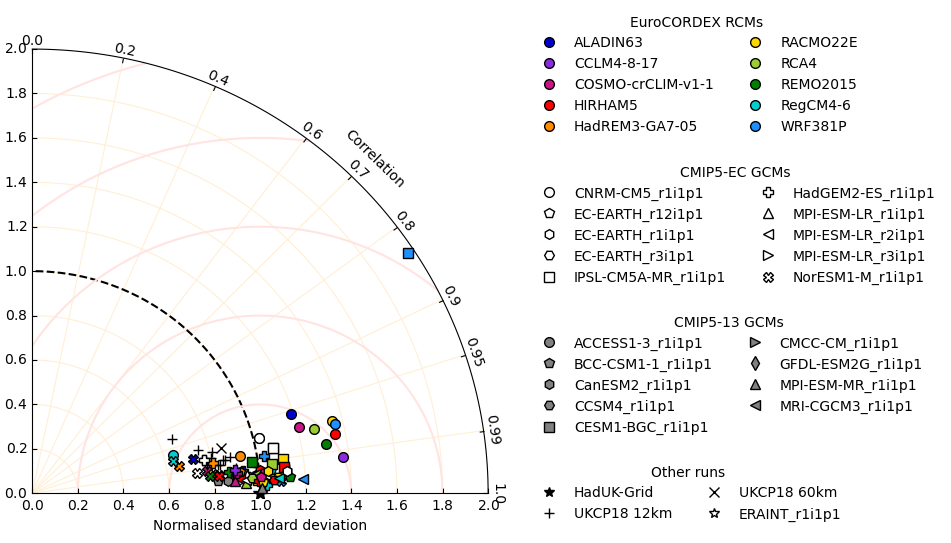 0.0
0.2
0.4
0.6
0.7
0.8
0.9
0.95
0.99
1.0
Correlation
2.0
1.8
1.6
1.4
1.2
1.0
0.8
0.6
0.4
0.2
0.0
0.0 0.2 0.4 0.6 0.8 1.0 1.2 1.4 1.6 1.8 2.0
Normalised standard deviation
EuroCORDEX RCMs
ALADIN63 RACMO22E
CCLM4-8-17 RCA4
COSMO-crCLIM-v1-1 REMO2015
HIRHAM5 RegCM4-6
HadREM3-GA7-05 WRF381P
CMIP5-EC GCMs
CNRM-CM5_r1i1p1 HadGEM2-ES_r1i1p1
EC-EARTH_r12i1p1 MPI-ESM-LR_r1i1p1
EC-EARTH_r1i1p1 MPI-ESM-LR_r2i1p1
EC-EARTH_r3i1p1 MPI-ESM-LR_r3i1p1
IPSL-CM5A-MR_r1i1p1 NorESM1-M_r1i1p1
CMIP5-13 GCMs
ACCESS1-3_r1i1p1 CMCC-CM_r1i1p1
BCC-CSM1-1_r1i1p1 GFDL-ESM2G_r1i1p1
CanESM2_r1i1p1 MPI-ESM-MR_r1i1p1
CCSM4_r1i1p1 MRI-CGCM3_r1i1p1
CESM1-BGC_r1i1p1
Other runs
HadUK-Grid UKCP18 60km
UKCP18 12km ERAINT_r1i1p1